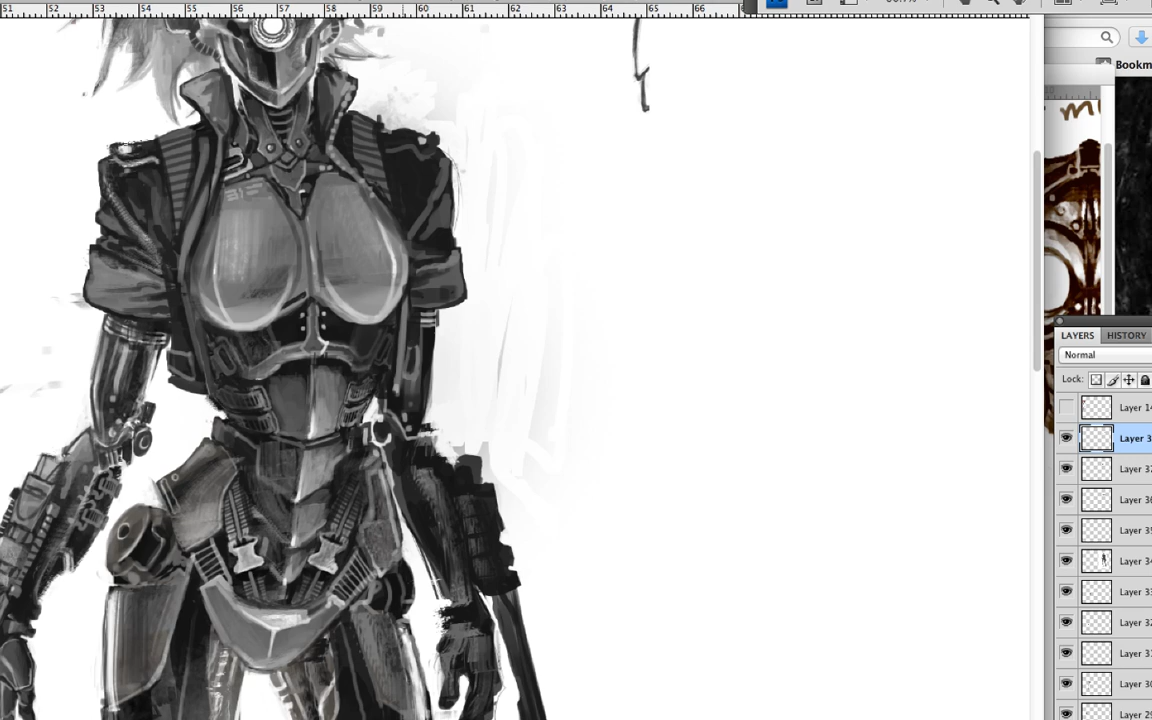 51 52 53 54 55 56 57 58 59 60 61 62 63 64 65 66
Bookm
m
LAYERS HISTORY
Normal
Lock:
Layer 14
Layer 3
Layer 37
Layer 36
Layer 35
Layer 34
Layer 33
Layer 32
Layer 31
Layer 30
Layer 29